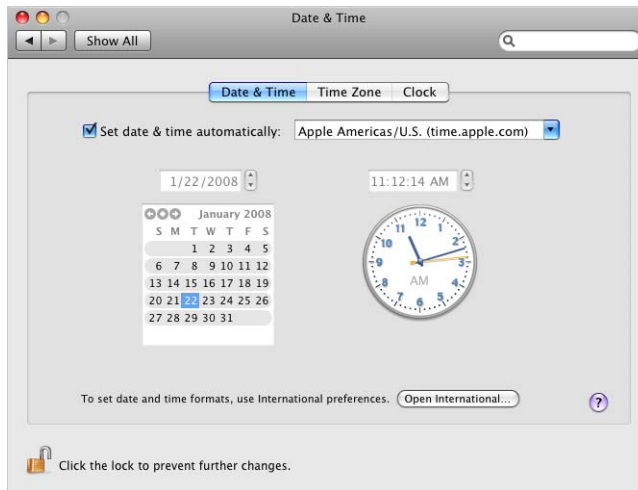 Date & Time
Show All
Date & Time Time Zone Clock
Set date & time automatically: Apple Americas/U.S. (time.apple.com)
1/22/2008 11:12:14 AM
January 2008
S M T W T F S
1 2 3 4 5
6 7 8 9 10 11 12
13 14 15 16 17 18 19
20 21 22 23 24 25 26
27 28 29 30 31
12
11 1
10 2
9 3
AM
8 4
7 5
6
To set date and time formats, use International preferences. Open International... ?
Click the lock to prevent further changes.